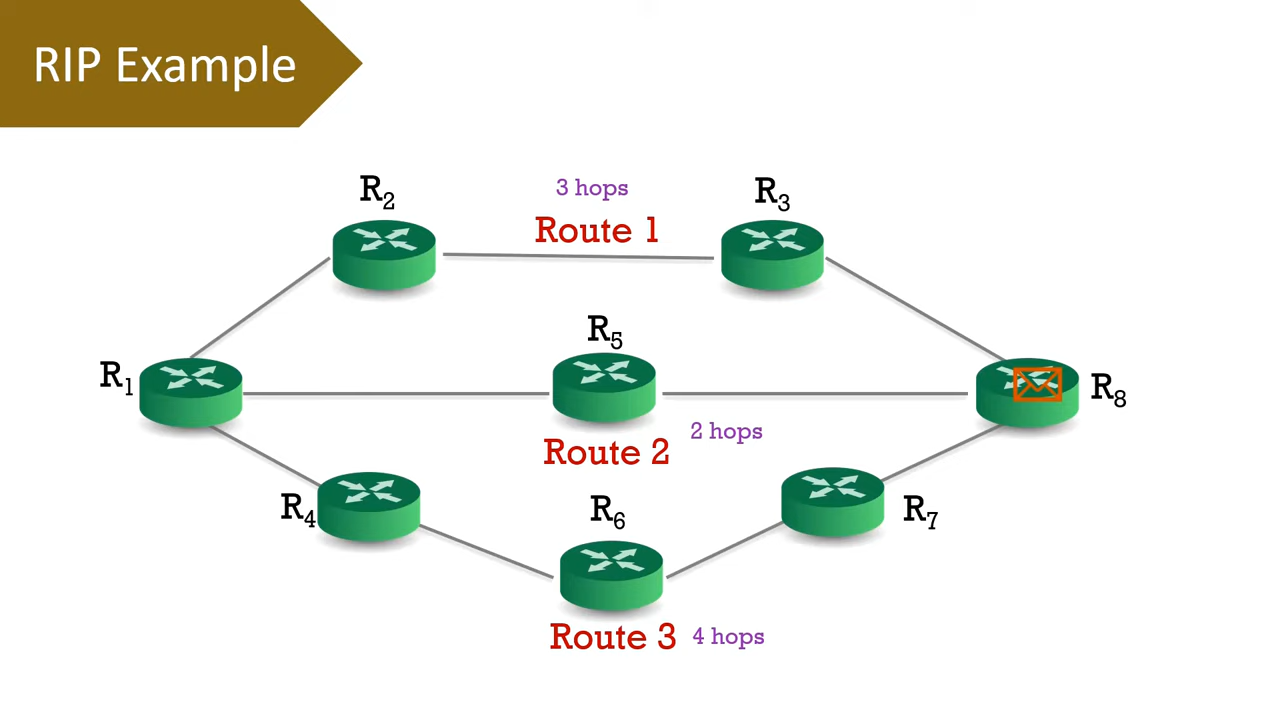 RIP Example
R2
3 hops
R3
Route 1
R5
R1
R8
2 hops
Route 2
R4
R6
R7
Route 3 4 hops